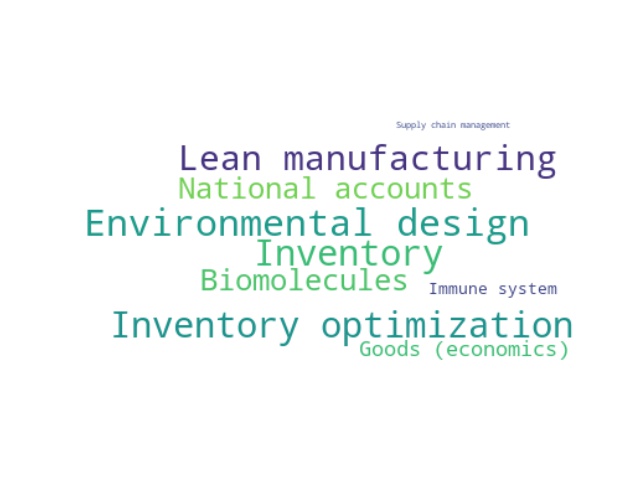 Supply chain management
Lean manufacturing
National accounts
Environmental design
Inventory
Biomolecules
Immune system
Inventory optimization
Goods (economics)